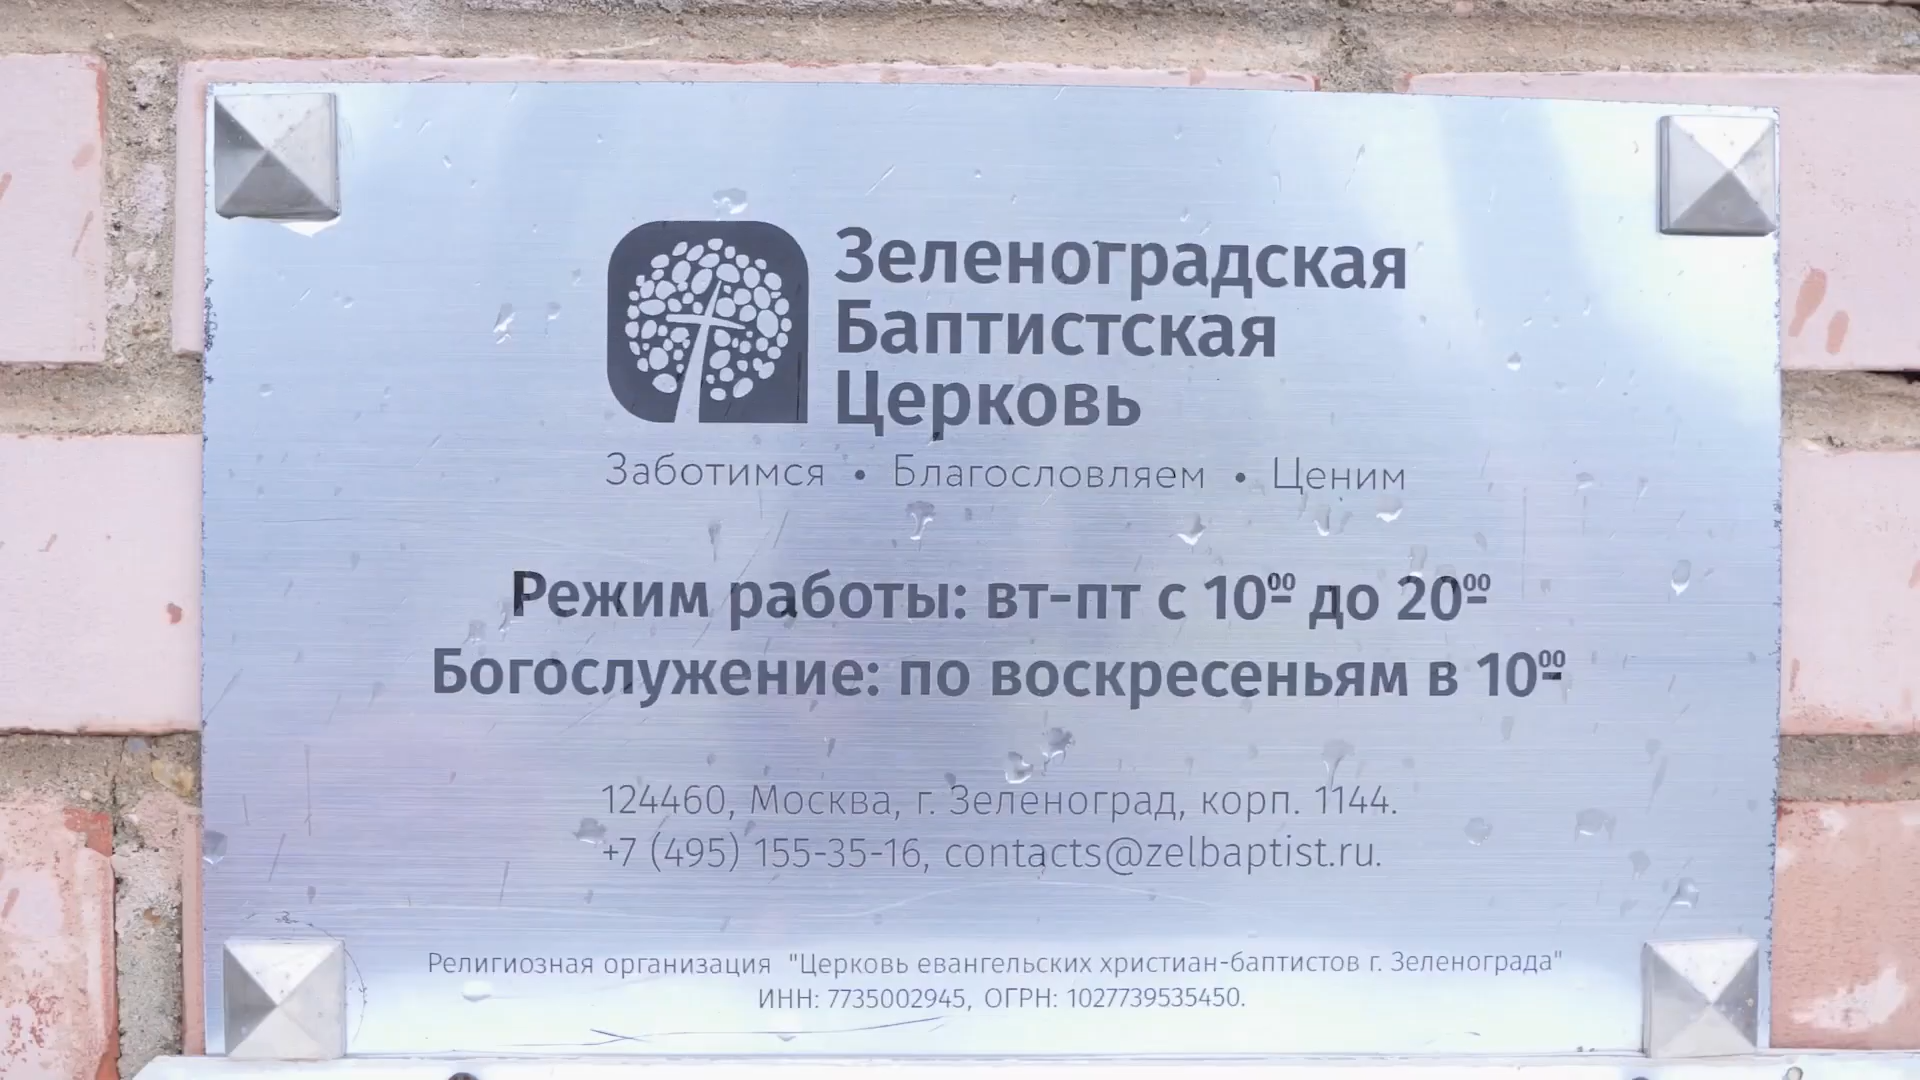 Зеленоградская
Баптистская
Церковь
Заботимся • Благословляем • Ценим
Режим работы: вт-пт с 10⁰⁰ до 20⁰⁰
Богослужение: по воскресеньям в 10⁰⁰
124460, Москва, г. Зеленоград, корп. 1144.
+7 (495) 155-35-16, contacts@zelbaptist.ru.
Религиозная организация "Церковь евангельских христиан-баптистов г. Зеленограда"
ИНН: 7735002945, ОГРН: 1027739535450.